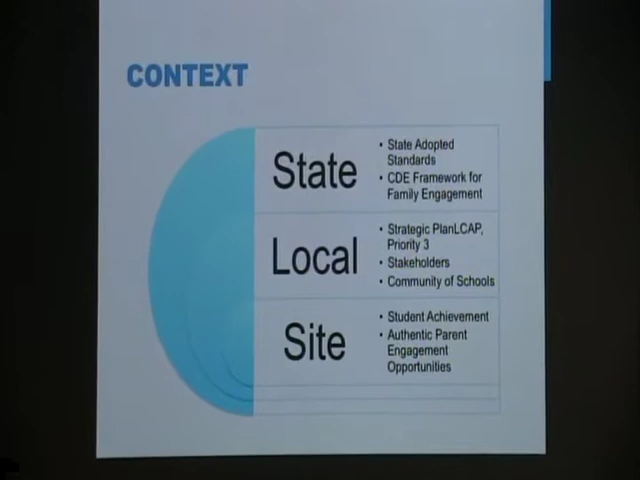 CONTEXT
State
• State Adopted
Standards
• CDE Framework for
Family Engagement
Local
• Strategic PlanLCAP,
Priority 3
• Stakeholders
• Community of Schools
Site
• Student Achievement
• Authentic Parent
Engagement
Opportunities